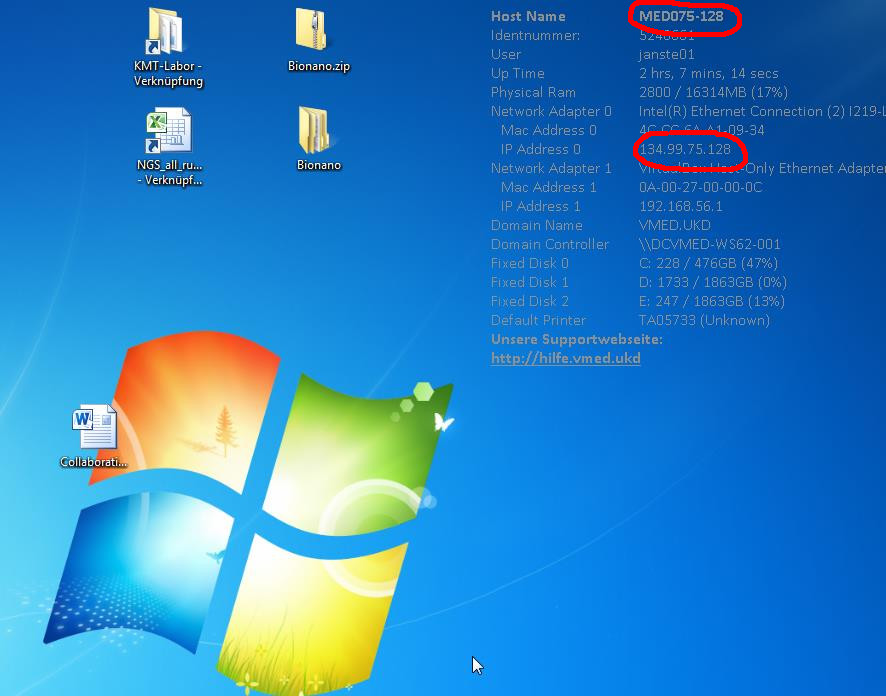 KMT-Labor -
Verknüpfung
Bionano.zip
NGS_all_ru...
- Verknüpf...
Bionano
Collaborati...
Host Name MED075-128
Identnummer:
User janste01
Up Time 2 hrs, 7 mins, 14 secs
Physical Ram 2800 / 16314MB (17%)
Network Adapter 0 Intel(R) Ethernet Connection (2) I219-L
Mac Address 0 4C-CC-6A-A1-09-34
IP Address 0 134.99.75.128
Network Adapter 1 VirtualBox Host-Only Ethernet Adapter
Mac Address 1 0A-00-27-00-00-0C
IP Address 1 192.168.56.1
Domain Name VMED.UKD
Domain Controller \\DCVMED-WS62-001
Fixed Disk 0 C: 228 / 476GB (47%)
Fixed Disk 1 D: 1733 / 1863GB (0%)
Fixed Disk 2 E: 247 / 1863GB (13%)
Default Printer TA05733 (Unknown)
Unsere Supportwebseite:
http://hilfe.vmed.ukd